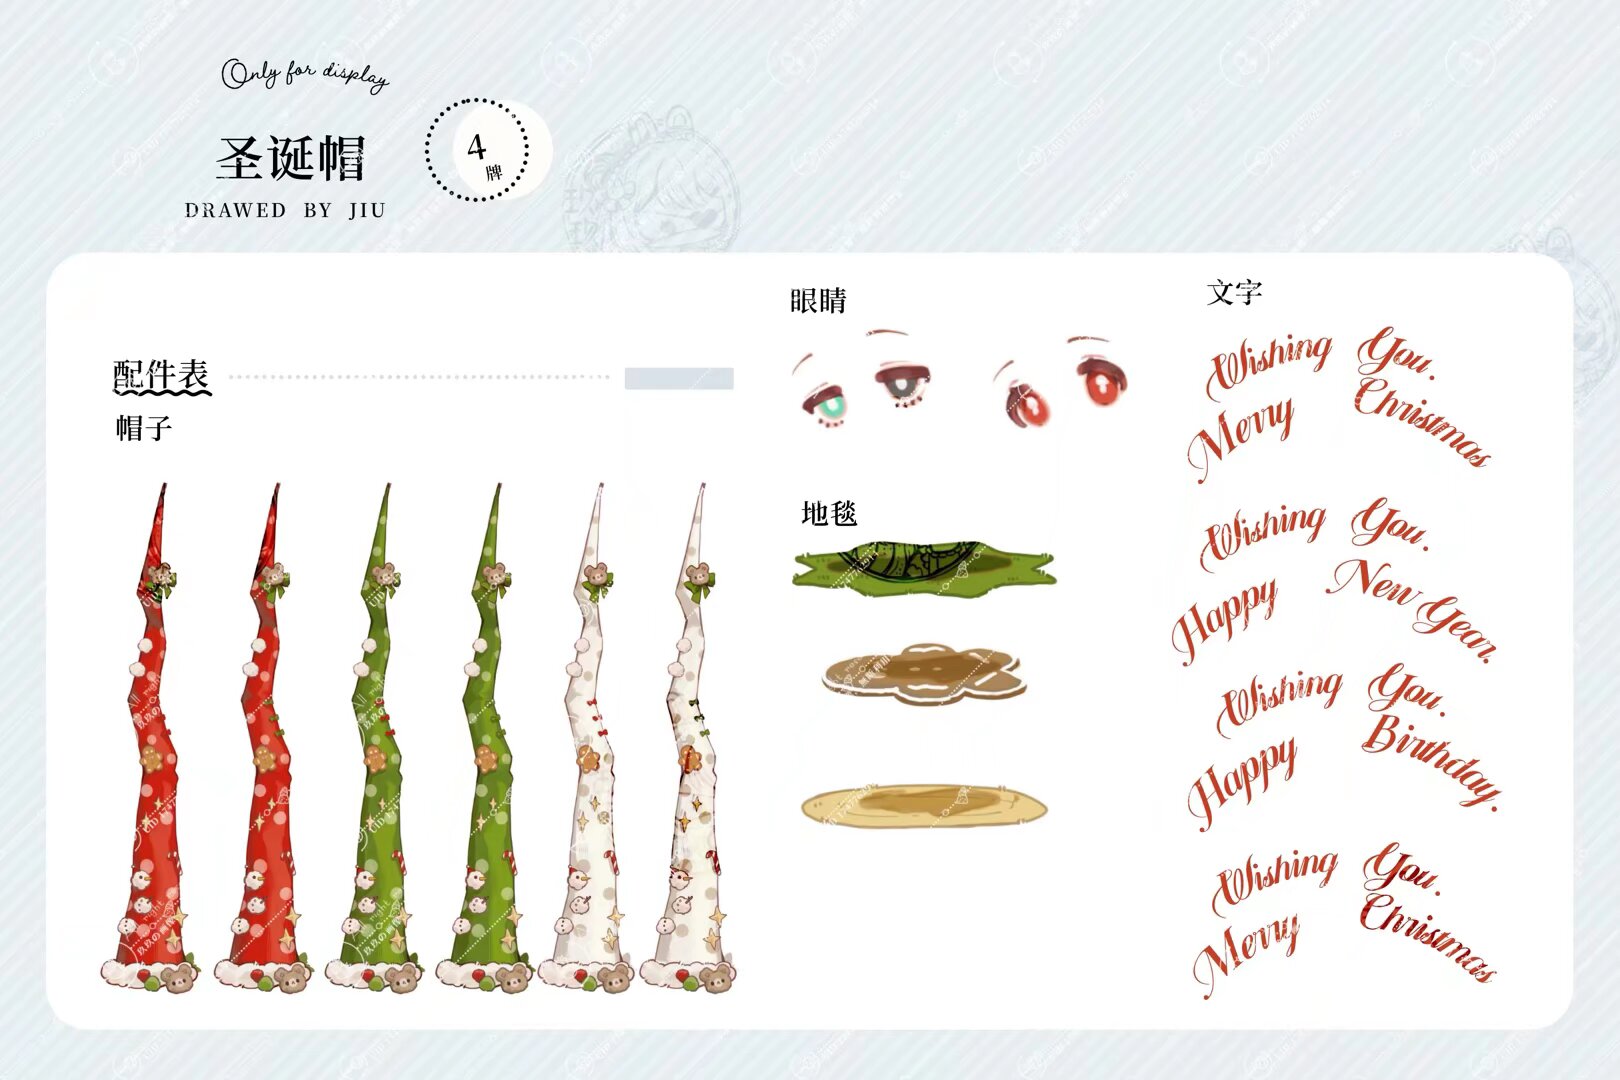 Only for display
圣诞帽
4
牌
DRAWED BY JIU
配件表
帽子
眼睛
地毯
文字
Wishing You.
Merry Christmas
Wishing You.
Happy New Year.
Wishing You.
Happy Birthday.
Wishing You.
Merry Christmas